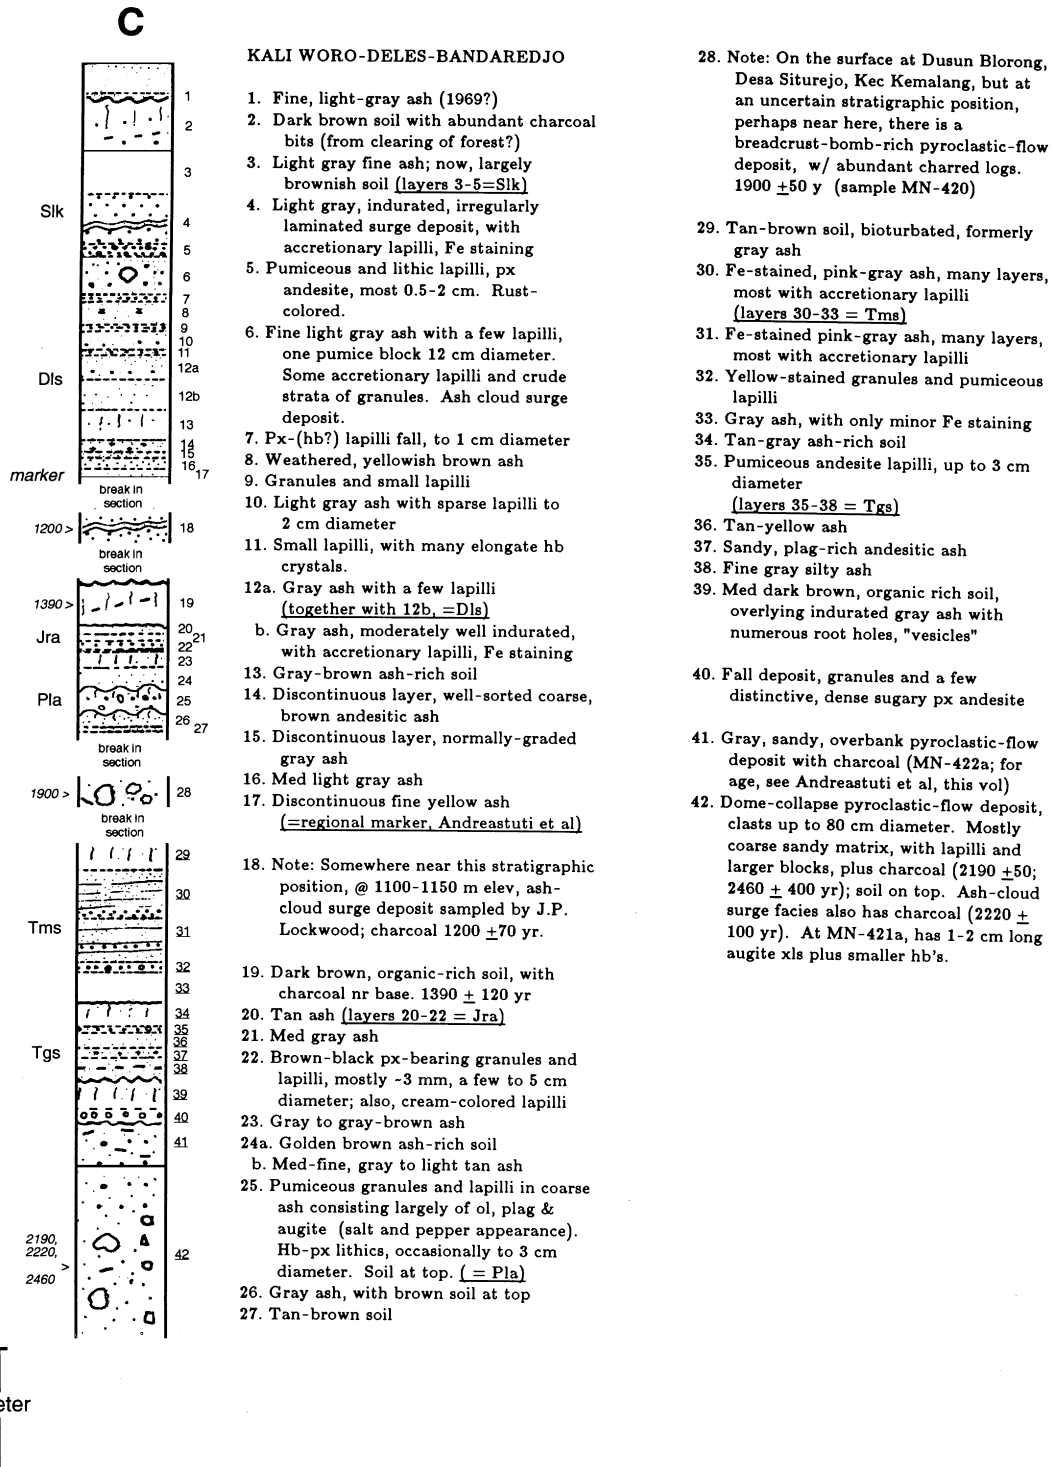 C
1
2
3
Slk
4
5
6
7
8
9
10
11
12a
Dls
12b
13
14
15
16
17
marker
break in
section
1200 >
18
break in
section
1390 >
19
20
21
Jra
22
23
24
Pla
25
26
27
break in
section
1900 >
28
break in
section
29
30
Tms
31
32
33
34
35
36
Tgs
37
38
39
40
41
2190,
2220,
>
2460
42
eter
KALI WORO-DELES-BANDAREDJO
1. Fine, light-gray ash (1969?)
2. Dark brown soil with abundant charcoal
bits (from clearing of forest?)
3. Light gray fine ash; now, largely
brownish soil (layers 3-5=Slk)
4. Light gray, indurated, irregularly
laminated surge deposit, with
accretionary lapilli, Fe staining
5. Pumiceous and lithic lapilli, px
andesite, most 0.5-2 cm. Rust-
colored.
6. Fine light gray ash with a few lapilli,
one pumice block 12 cm diameter.
Some accretionary lapilli and crude
strata of granules. Ash cloud surge
deposit.
7. Px-(hb?) lapilli fall, to 1 cm diameter
8. Weathered, yellowish brown ash
9. Granules and small lapilli
10. Light gray ash with sparse lapilli to
2 cm diameter
11. Small lapilli, with many elongate hb
crystals.
12a. Gray ash with a few lapilli
(together with 12b, =Dls)
b. Gray ash, moderately well indurated,
with accretionary lapilli, Fe staining
13. Gray-brown ash-rich soil
14. Discontinuous layer, well-sorted coarse,
brown andesitic ash
15. Discontinuous layer, normally-graded
gray ash
16. Med light gray ash
17. Discontinuous fine yellow ash
(=regional marker, Andreastuti et al)
18. Note: Somewhere near this stratigraphic
position, @ 1100-1150 m elev, ash-
cloud surge deposit sampled by J.P.
Lockwood; charcoal 1200 ±70 yr.
19. Dark brown, organic-rich soil, with
charcoal nr base. 1390 ± 120 yr
20. Tan ash (layers 20-22 = Jra)
21. Med gray ash
22. Brown-black px-bearing granules and
lapilli, mostly ~3 mm, a few to 5 cm
diameter; also, cream-colored lapilli
23. Gray to gray-brown ash
24a. Golden brown ash-rich soil
b. Med-fine, gray to light tan ash
25. Pumiceous granules and lapilli in coarse
ash consisting largely of ol, plag &
augite (salt and pepper appearance).
Hb-px lithics, occasionally to 3 cm
diameter. Soil at top. ( = Pla)
26. Gray ash, with brown soil at top
27. Tan-brown soil
28. Note: On the surface at Dusun Blorong,
Desa Siturejo, Kec Kemalang, but at
an uncertain stratigraphic position,
perhaps near here, there is a
breadcrust-bomb-rich pyroclastic-flow
deposit, w/ abundant charred logs.
1900 ±50 y (sample MN-420)
29. Tan-brown soil, bioturbated, formerly
gray ash
30. Fe-stained, pink-gray ash, many layers,
most with accretionary lapilli
(layers 30-33 = Tms)
31. Fe-stained pink-gray ash, many layers,
most with accretionary lapilli
32. Yellow-stained granules and pumiceous
lapilli
33. Gray ash, with only minor Fe staining
34. Tan-gray ash-rich soil
35. Pumiceous andesite lapilli, up to 3 cm
diameter
(layers 35-38 = Tgs)
36. Tan-yellow ash
37. Sandy, plag-rich andesitic ash
38. Fine gray silty ash
39. Med dark brown, organic rich soil,
overlying indurated gray ash with
numerous root holes, "vesicles"
40. Fall deposit, granules and a few
distinctive, dense sugary px andesite
41. Gray, sandy, overbank pyroclastic-flow
deposit with charcoal (MN-422a; for
age, see Andreastuti et al, this vol)
42. Dome-collapse pyroclastic-flow deposit,
clasts up to 80 cm diameter. Mostly
coarse sandy matrix, with lapilli and
larger blocks, plus charcoal (2190 ±50;
2460 ± 400 yr); soil on top. Ash-cloud
surge facies also has charcoal (2220 ±
100 yr). At MN-421a, has 1-2 cm long
augite xls plus smaller hb's.